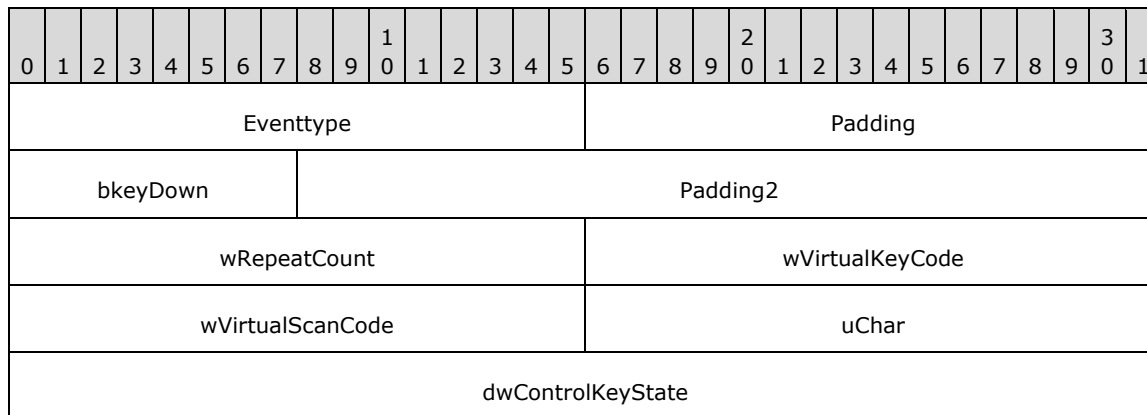 1 2 3
0 1 2 3 4 5 6 7 8 9 0 1 2 3 4 5 6 7 8 9 0 1 2 3 4 5 6 7 8 9 0 1
Eventtype Padding
bkeyDown Padding2
wRepeatCount wVirtualKeyCode
wVirtualScanCode uChar
dwControlKeyState